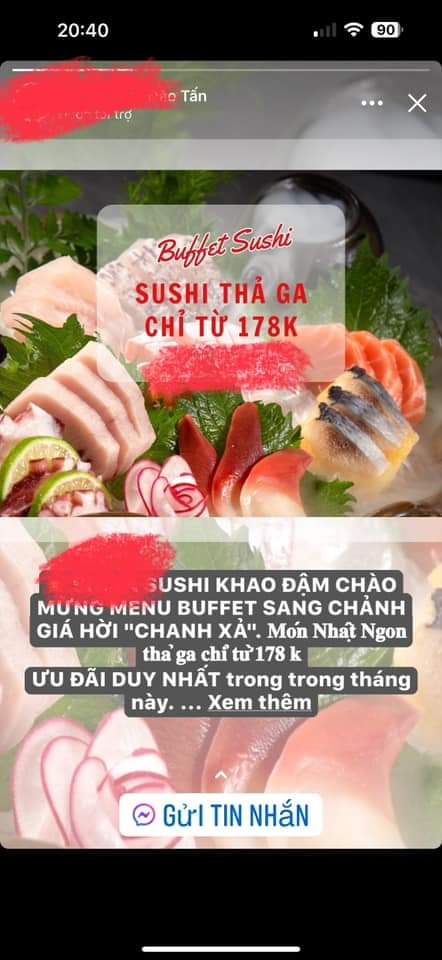 20:40
90
Tấn
tài trợ
Buffet Sushi
SUSHI THẢ GA
CHỈ TỪ 178K
SUSHI KHAO ĐẬM CHÀO
MỪNG MENU BUFFET SANG CHẢNH
GIÁ HỜI "CHANH XẢ". Món Nhật Ngon
thả ga chỉ từ 178 k
ƯU ĐÃI DUY NHẤT trong trong tháng
này. ... Xem thêm
GửI TIN NHắN